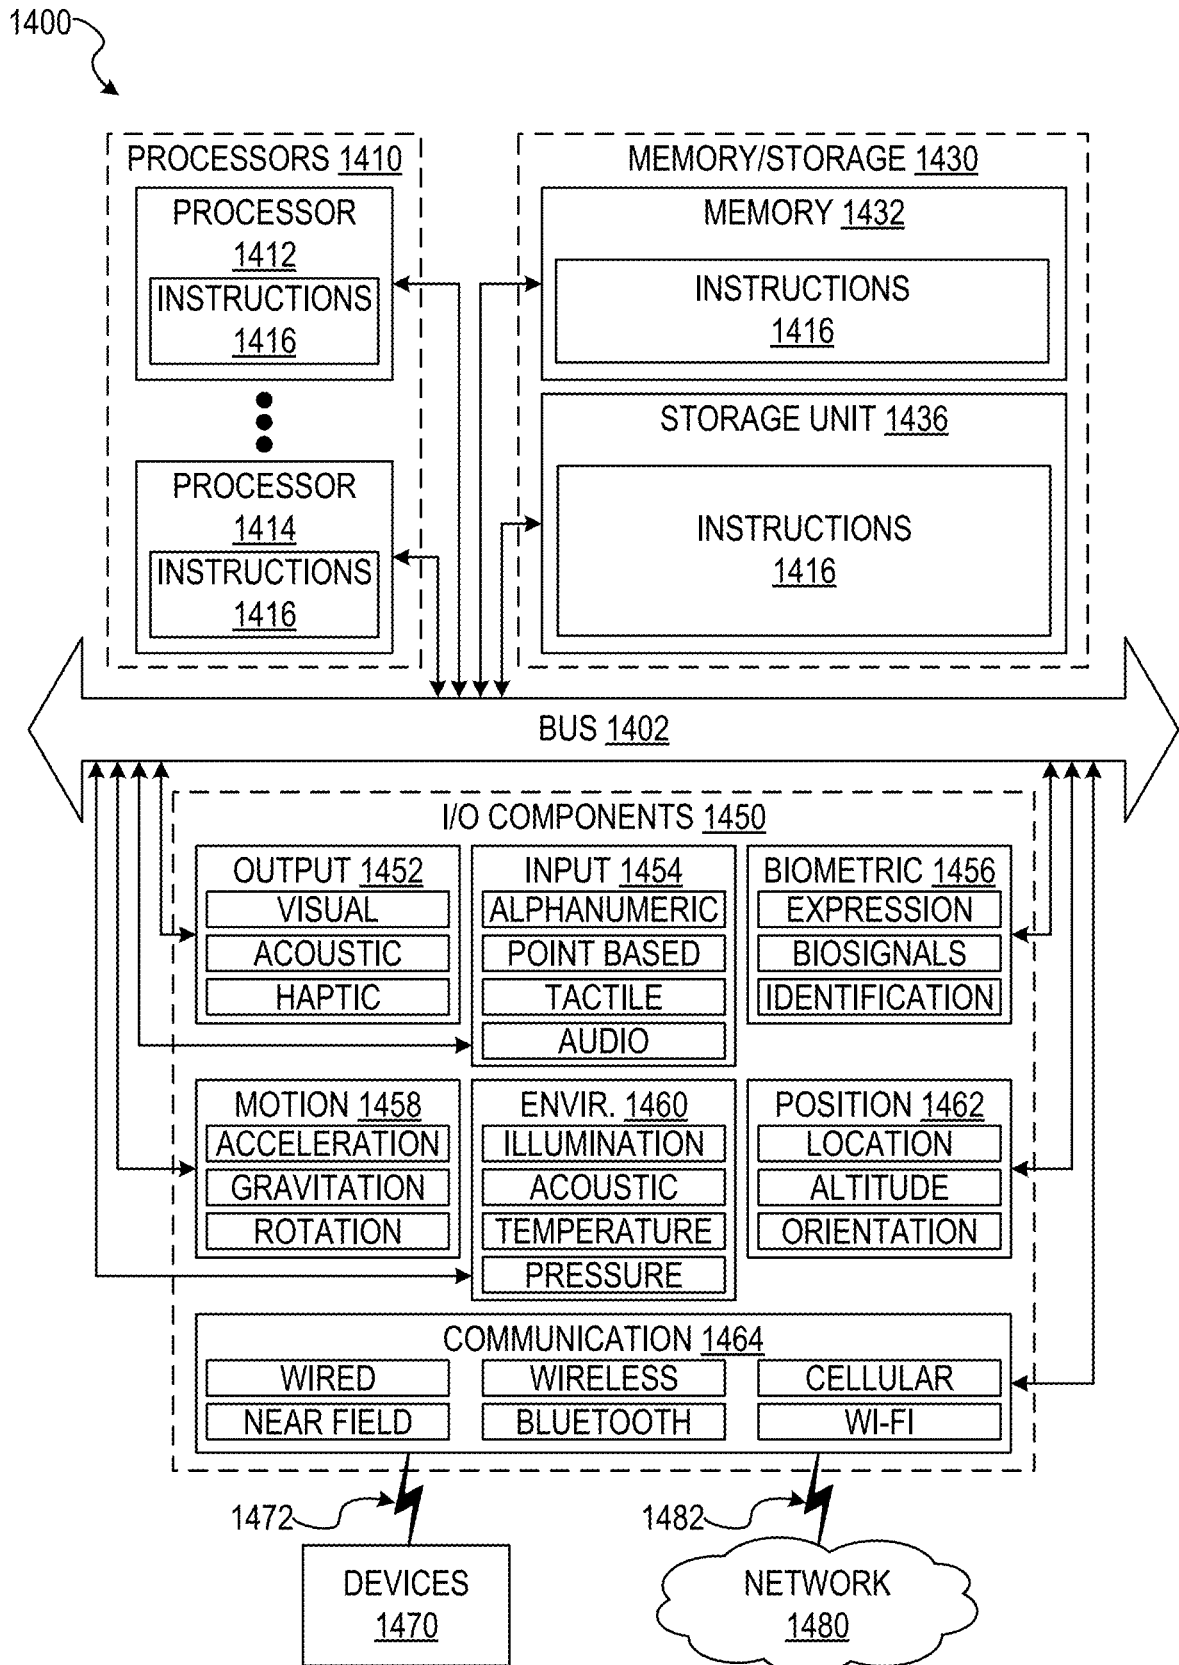 1400
PROCESSORS 1410
PROCESSOR
1412
INSTRUCTIONS
1416
PROCESSOR
1414
INSTRUCTIONS
1416
MEMORY/STORAGE 1430
MEMORY 1432
INSTRUCTIONS
1416
STORAGE UNIT 1436
INSTRUCTIONS
1416
BUS 1402
I/O COMPONENTS 1450
OUTPUT 1452
VISUAL
ACOUSTIC
HAPTIC
INPUT 1454
ALPHANUMERIC
POINT BASED
TACTILE
AUDIO
BIOMETRIC 1456
EXPRESSION
BIOSIGNALS
IDENTIFICATION
MOTION 1458
ACCELERATION
GRAVITATION
ROTATION
ENVIR. 1460
ILLUMINATION
ACOUSTIC
TEMPERATURE
PRESSURE
POSITION 1462
LOCATION
ALTITUDE
ORIENTATION
COMMUNICATION 1464
WIRED
WIRELESS
CELLULAR
NEAR FIELD
BLUETOOTH
WI-FI
1472
1482
DEVICES
1470
NETWORK
1480